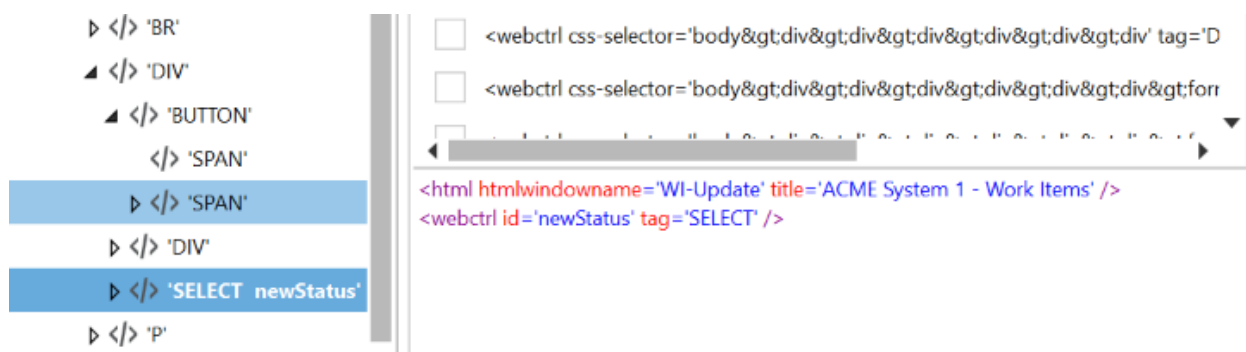 </> 'BR'
</> 'DIV'
</> 'BUTTON'
</> 'SPAN'
</> 'SPAN'
</> 'DIV'
</> 'SELECT newStatus'
</> 'P'
<webctrl css-selector='body&gt;div&gt;div&gt;div&gt;div&gt;div&gt;div' tag='D
<webctrl css-selector='body&gt;div&gt;div&gt;div&gt;div&gt;div&gt;forr
<html htmlwindowname='WI-Update' title='ACME System 1 - Work Items' />
<webctrl id='newStatus' tag='SELECT' />